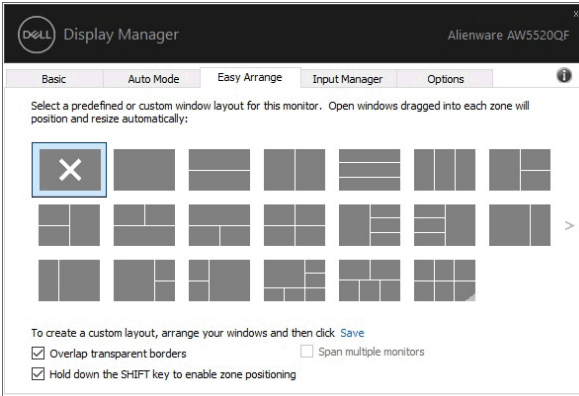 DELL Display Manager
Alienware AW5520QF
Basic
Auto Mode
Easy Arrange
Input Manager
Options
Select a predefined or custom window layout for this monitor. Open windows dragged into each zone will
position and resize automatically:
To create a custom layout, arrange your windows and then click Save
Overlap transparent borders
Span multiple monitors
Hold down the SHIFT key to enable zone positioning